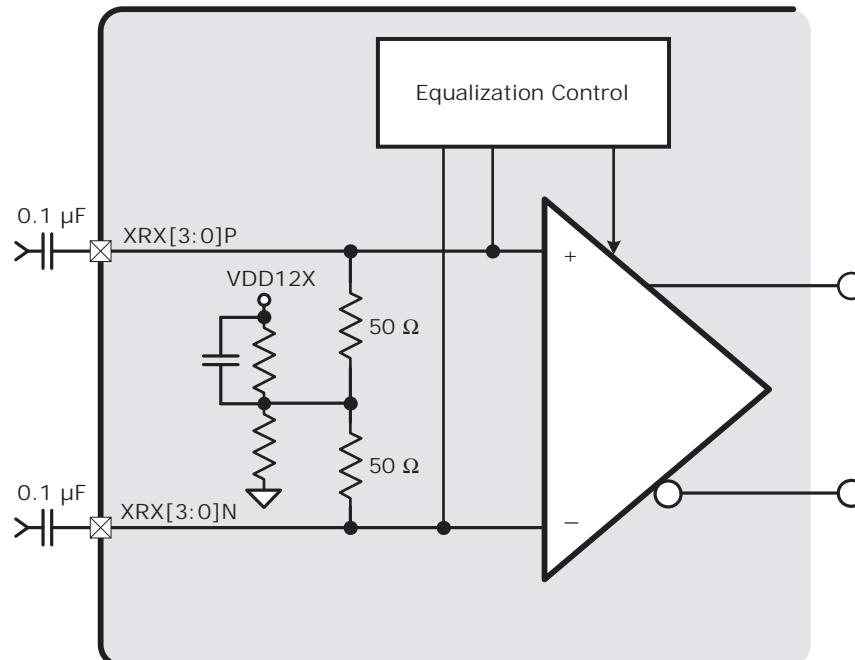 Equalization Control
0.1 µF
XRX[3:0]P
+
VDD12X
50 Ω
50 Ω
0.1 µF
XRX[3:0]N
−